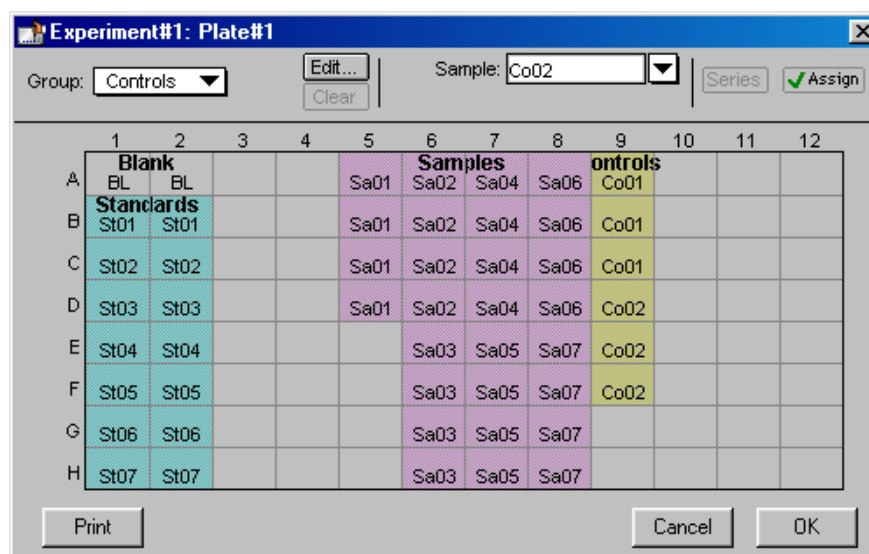 Experiment#1: Plate#1
Group: Controls Edit... Sample: Co02 Series Assign
Clear
1 2 3 4 5 6 7 8 9 10 11 12
Blank Samples ontrols
A BL BL Sa01 Sa02 Sa04 Sa06 Co01
Standards
B St01 St01 Sa01 Sa02 Sa04 Sa06 Co01
C St02 St02 Sa01 Sa02 Sa04 Sa06 Co01
D St03 St03 Sa01 Sa02 Sa04 Sa06 Co02
E St04 St04 Sa03 Sa05 Sa07 Co02
F St05 St05 Sa03 Sa05 Sa07 Co02
G St06 St06 Sa03 Sa05 Sa07
H St07 St07 Sa03 Sa05 Sa07
Print Cancel OK